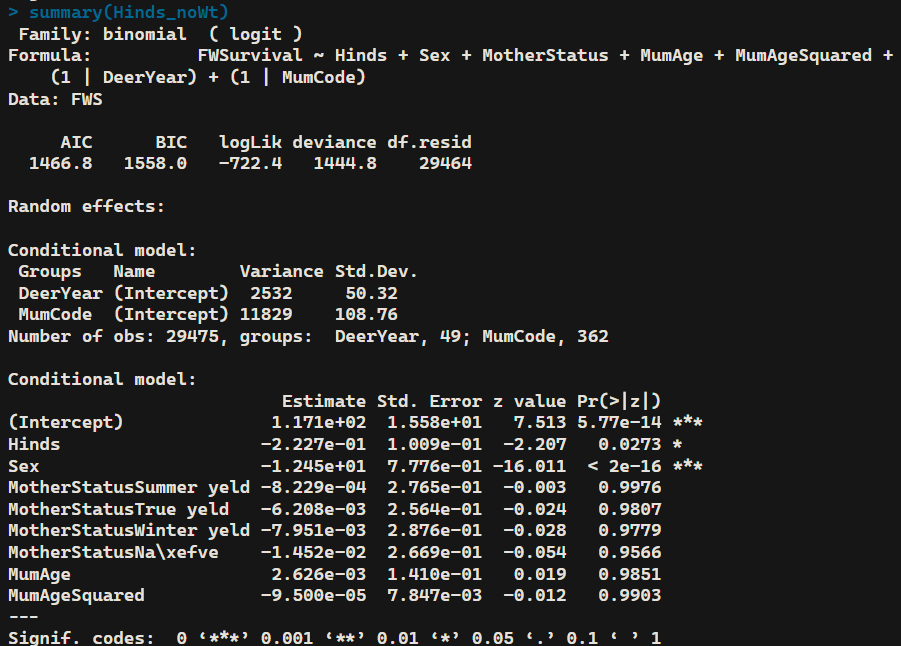 > summary(Hinds_noWt)
Family: binomial  ( logit )
Formula:          FWSurvival ~ Hinds + Sex + MotherStatus + MumAge + MumAgeSquared +
    (1 | DeerYear) + (1 | MumCode)
Data: FWS
     AIC      BIC   logLik deviance df.resid
  1466.8   1558.0   -722.4   1444.8    29464
Random effects:
Conditional model:
 Groups   Name        Variance Std.Dev.
 DeerYear (Intercept)  2532     50.32
 MumCode  (Intercept) 11829    108.76
Number of obs: 29475, groups:  DeerYear, 49; MumCode, 362
Conditional model:
                           Estimate Std. Error z value Pr(>|z|)
(Intercept)               1.171e+02  1.558e+01   7.513 5.77e-14 ***
Hinds                    -2.227e-01  1.009e-01  -2.207   0.0273 *
Sex                      -1.245e+01  7.776e-01 -16.011  < 2e-16 ***
MotherStatusSummer yeld -8.229e-04  2.765e-01  -0.003   0.9976
MotherStatusTrue yeld   -6.208e-03  2.564e-01  -0.024   0.9807
MotherStatusWinter yeld -7.951e-03  2.876e-01  -0.028   0.9779
MotherStatusNa\xefve    -1.452e-02  2.669e-01  -0.054   0.9566
MumAge                    2.626e-03  1.410e-01   0.019   0.9851
MumAgeSquared            -9.500e-05  7.847e-03  -0.012   0.9903
---
Signif. codes:  0 ‘***’ 0.001 ‘**’ 0.01 ‘*’ 0.05 ‘.’ 0.1 ‘ ’ 1